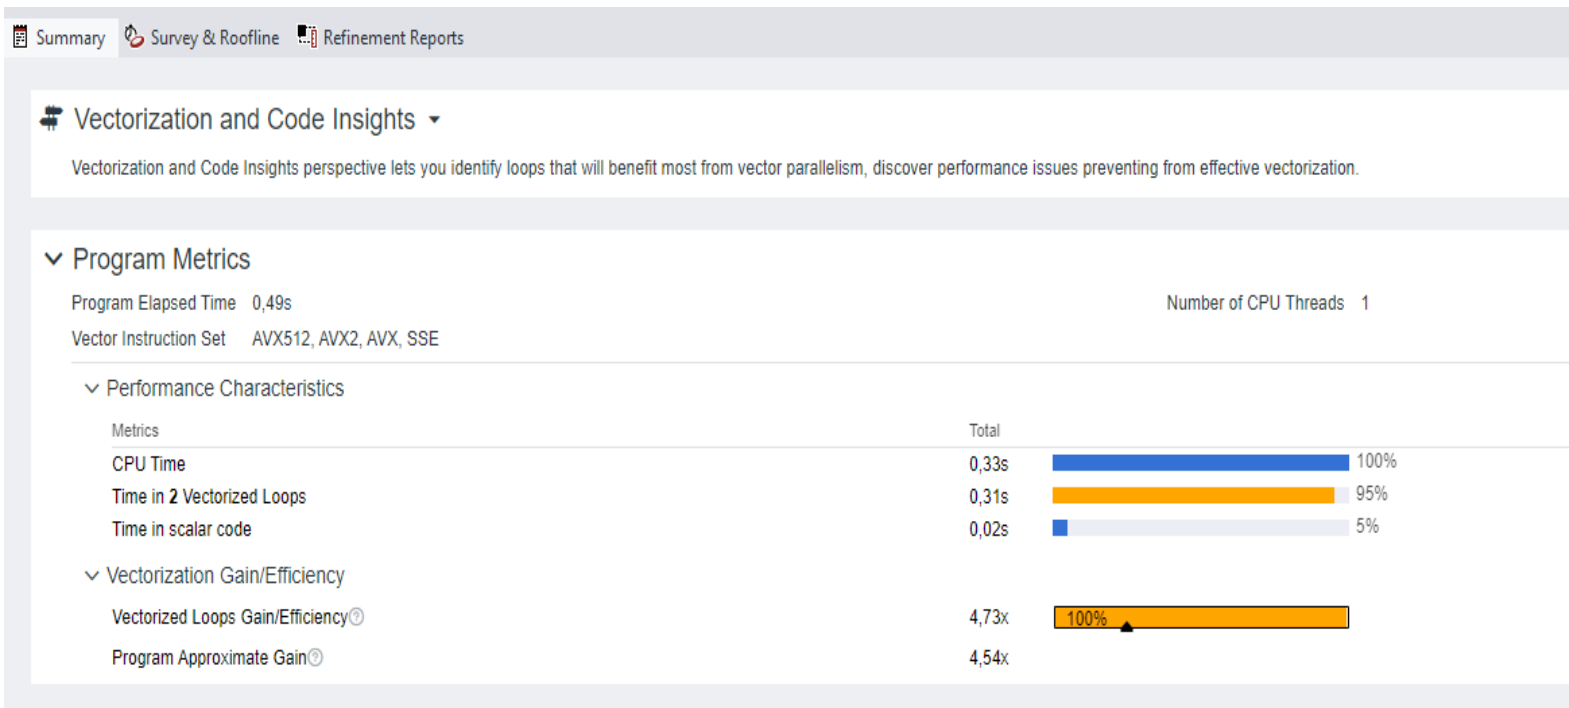 Summary Survey & Roofline Refinement Reports
Vectorization and Code Insights
Vectorization and Code Insights perspective lets you identify loops that will benefit most from vector parallelism, discover performance issues preventing from effective vectorization.
Program Metrics
Program Elapsed Time 0,49s Number of CPU Threads 1
Vector Instruction Set AVX512, AVX2, AVX, SSE
Performance Characteristics
Metrics Total
CPU Time 0,33s 100%
Time in 2 Vectorized Loops 0,31s 95%
Time in scalar code 0,02s 5%
Vectorization Gain/Efficiency
Vectorized Loops Gain/Efficiency? 4,73x 100%
Program Approximate Gain? 4,54x